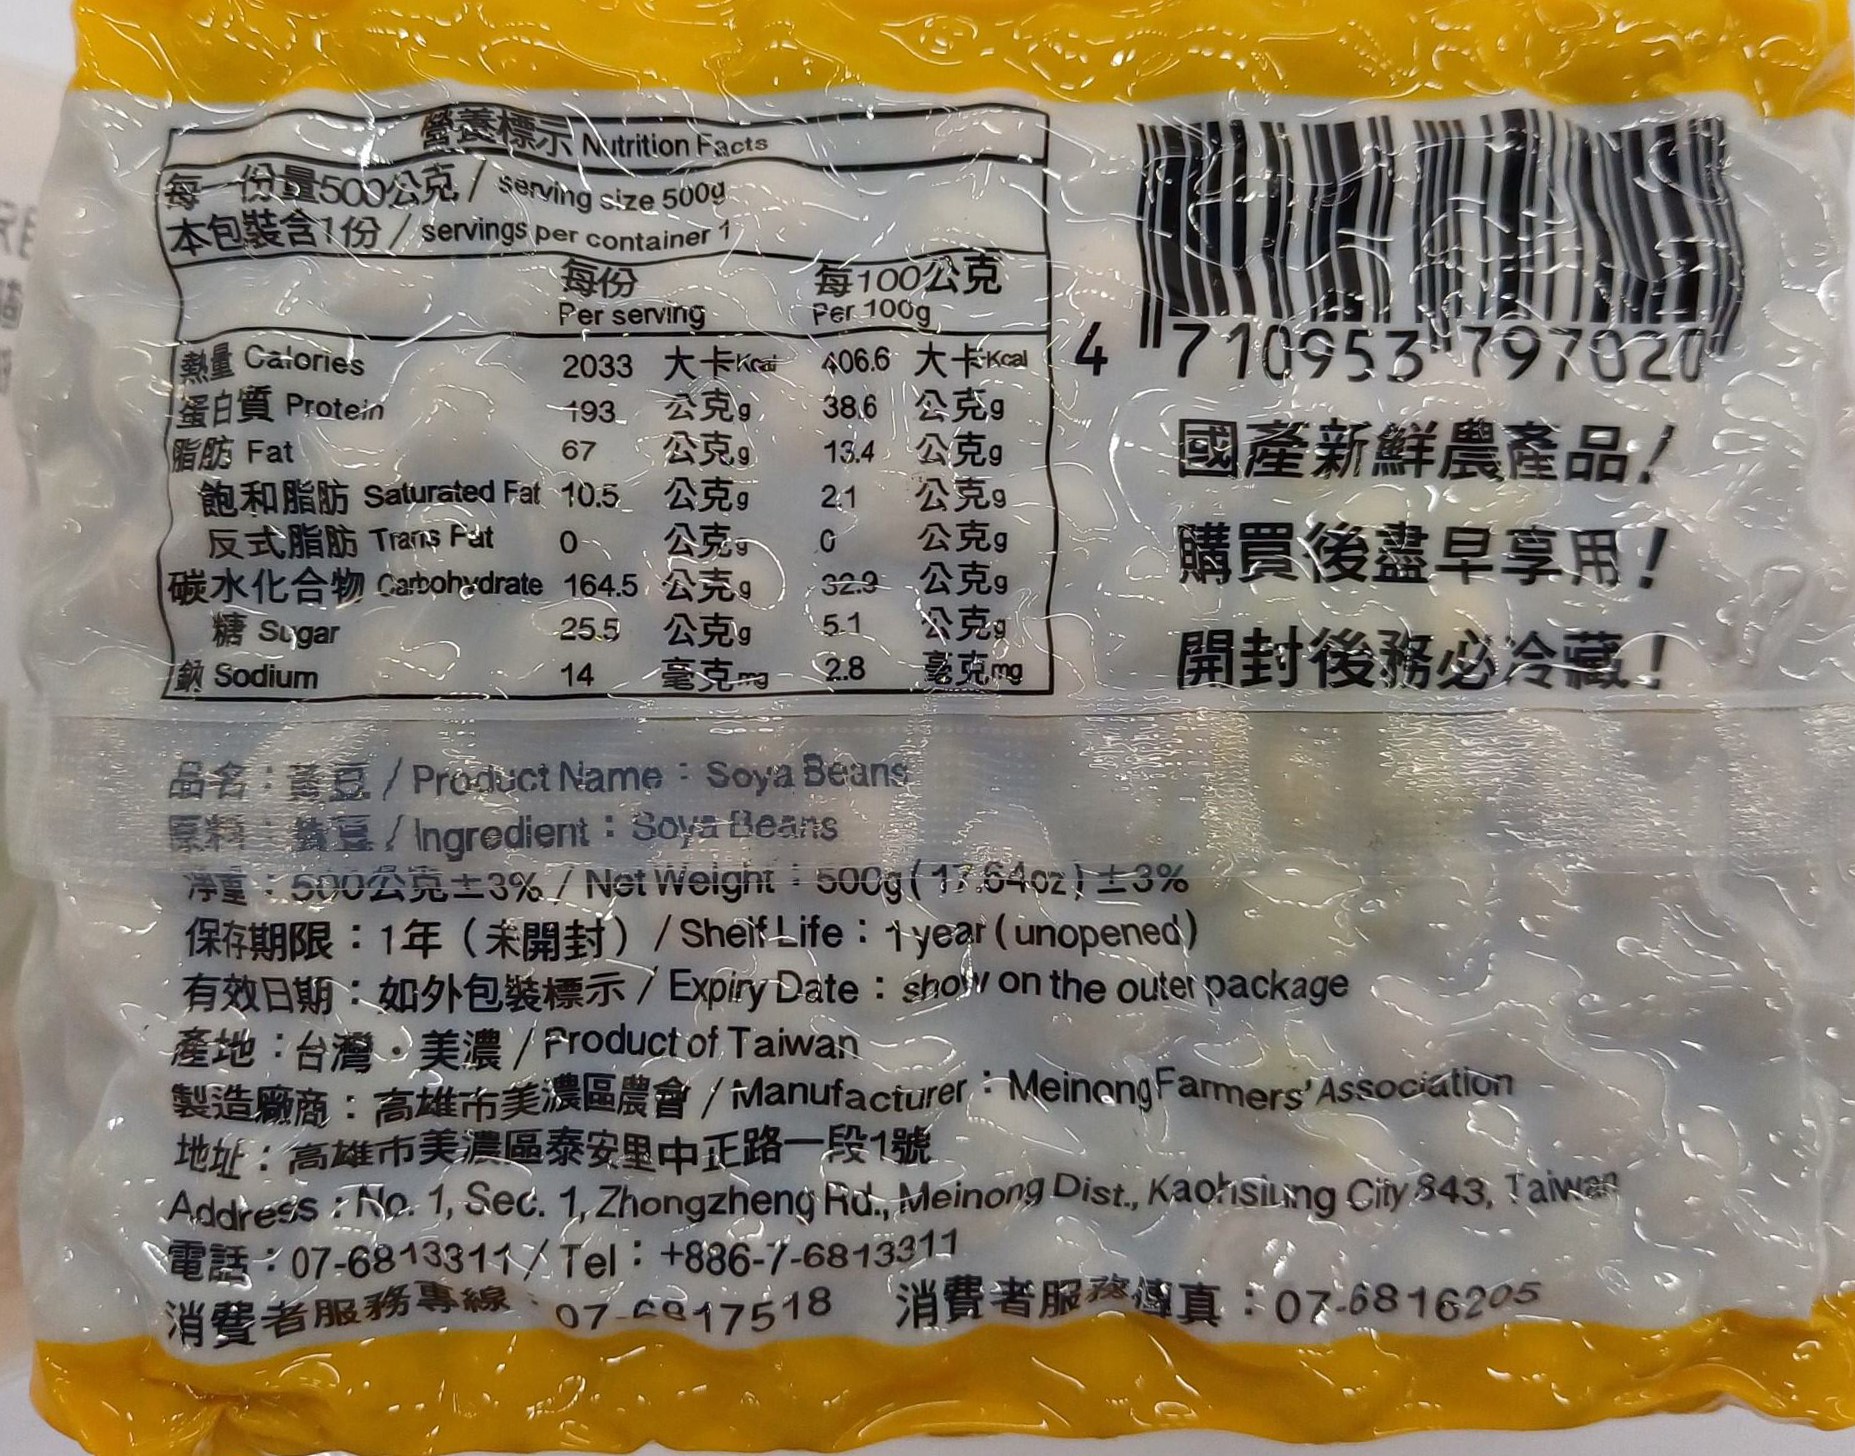 營養標示 Nutrition Facts
每一份量500公克 / serving size 500g
本包裝含1份 / servings per container 1
每份 每100公克
Per serving Per 100g
熱量 Calories 2033 大卡Kcal 406.6 大卡Kcal
蛋白質 Protein 193 公克g 38.6 公克g
脂肪 Fat 67 公克g 13.4 公克g
飽和脂肪 Saturated Fat 10.5 公克g 2.1 公克g
反式脂肪 Trans Fat 0 公克g 0 公克g
碳水化合物 Carbohydrate 164.5 公克g 32.9 公克g
糖 Sugar 25.5 公克g 5.1 公克g
鈉 Sodium 14 毫克mg 2.8 毫克mg
4 710953 797020
國產新鮮農產品!
購買後盡早享用!
開封後務必冷藏!
品名：黃豆 / Product Name：Soya Beans
原料：黃豆 / Ingredient：Soya Beans
淨重：500公克±3% / Net Weight：500g(17.64oz)±3%
保存期限：1年（未開封）/ Shelf Life：1 year (unopened)
有效日期：如外包裝標示 / Expiry Date：show on the outer package
產地：台灣・美濃 / Product of Taiwan
製造廠商：高雄市美濃區農會 / Manufacturer：Meinong Farmers' Association
地址：高雄市美濃區泰安里中正路一段1號
Address：No. 1, Sec. 1, Zhongzheng Rd., Meinong Dist., Kaohsiung City 843, Taiwan
電話：07-6813311 / Tel：+886-7-6813311
消費者服務專線：07-6817518 消費者服務傳真：07-6816205